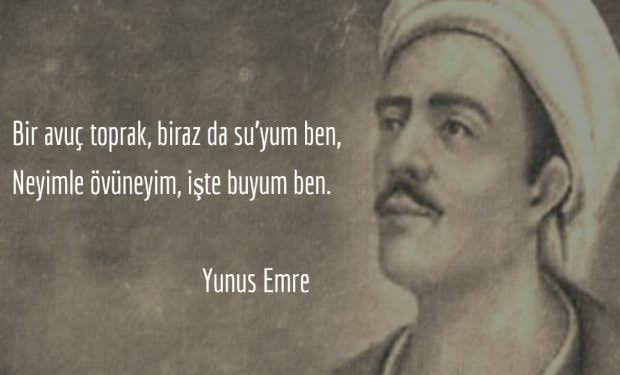 Bir avuç toprak, biraz da su'yum ben,
Neyimle övüneyim, işte buyum ben.
Yunus Emre